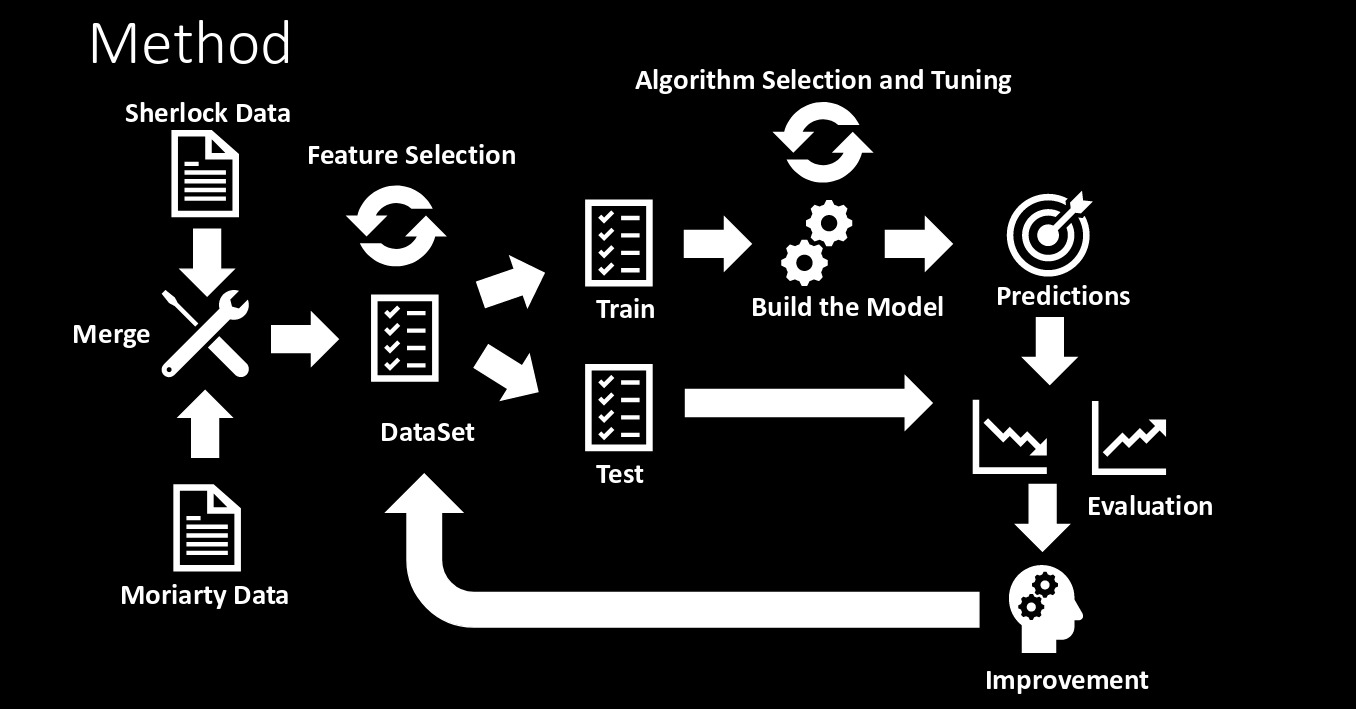 Method
Sherlock Data
Algorithm Selection and Tuning
Feature Selection
Merge
Train
Build the Model
Predictions
DataSet
Test
Evaluation
Moriarty Data
Improvement